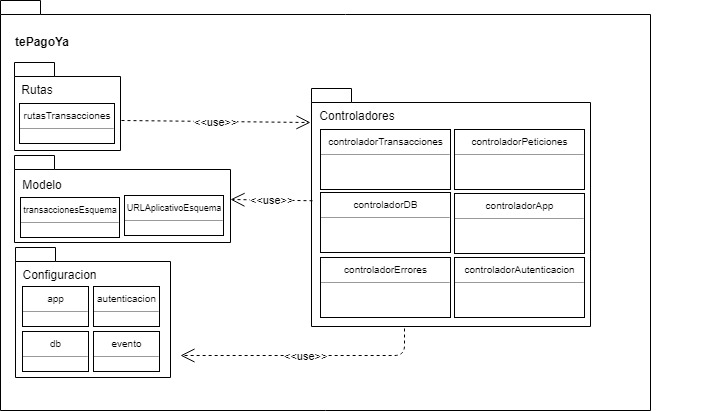 tePagoYa
Rutas
rutasTransacciones
<<use>>
Controladores
controladorTransacciones
controladorPeticiones
controladorDB
controladorApp
controladorErrores
controladorAutenticacion
Modelo
transaccionesEsquema
URLAplicativoEsquema
<<use>>
Configuracion
app
autenticacion
db
evento
<<use>>